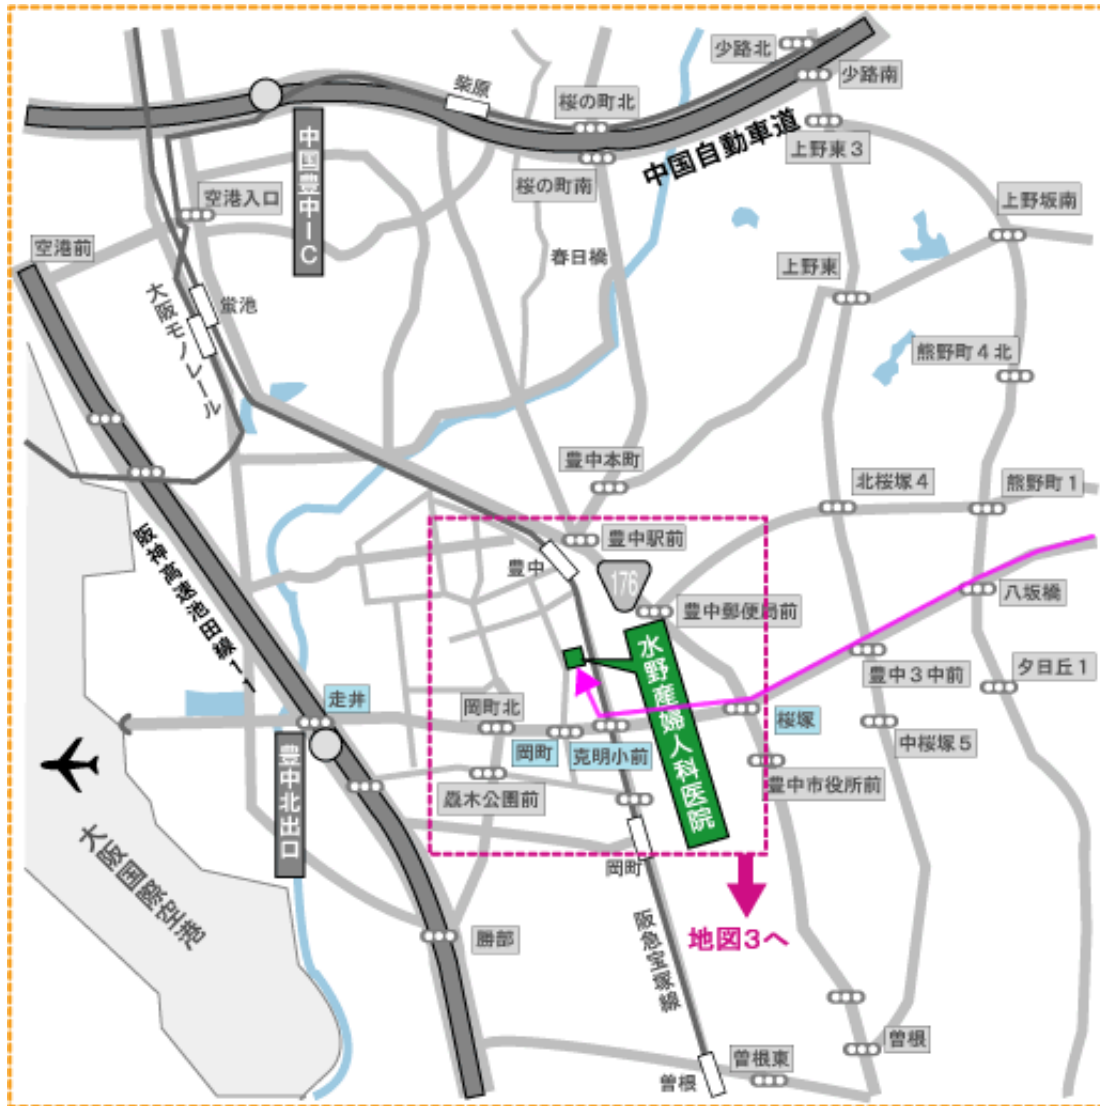 少路北
少路南
柴原
桜の町北
中国自動車道
上野東3
中国豊中IC
桜の町南
空港入口
上野坂南
空港前
春日橋
上野東
蛍池
大阪モノレール
熊野町4北
豊中本町
北桜塚4
熊野町1
阪神高速池田線11
豊中駅前
豊中
176
八坂橋
豊中郵便局前
水野産婦人科医院
豊中3中前
夕日丘1
走井
岡町北
桜塚
岡町
克明小前
中桜塚5
豊中北出口
豊中市役所前
轟木公園前
大阪国際空港
岡町
地図3へ
勝部
阪急宝塚線
曽根
曽根東
曽根